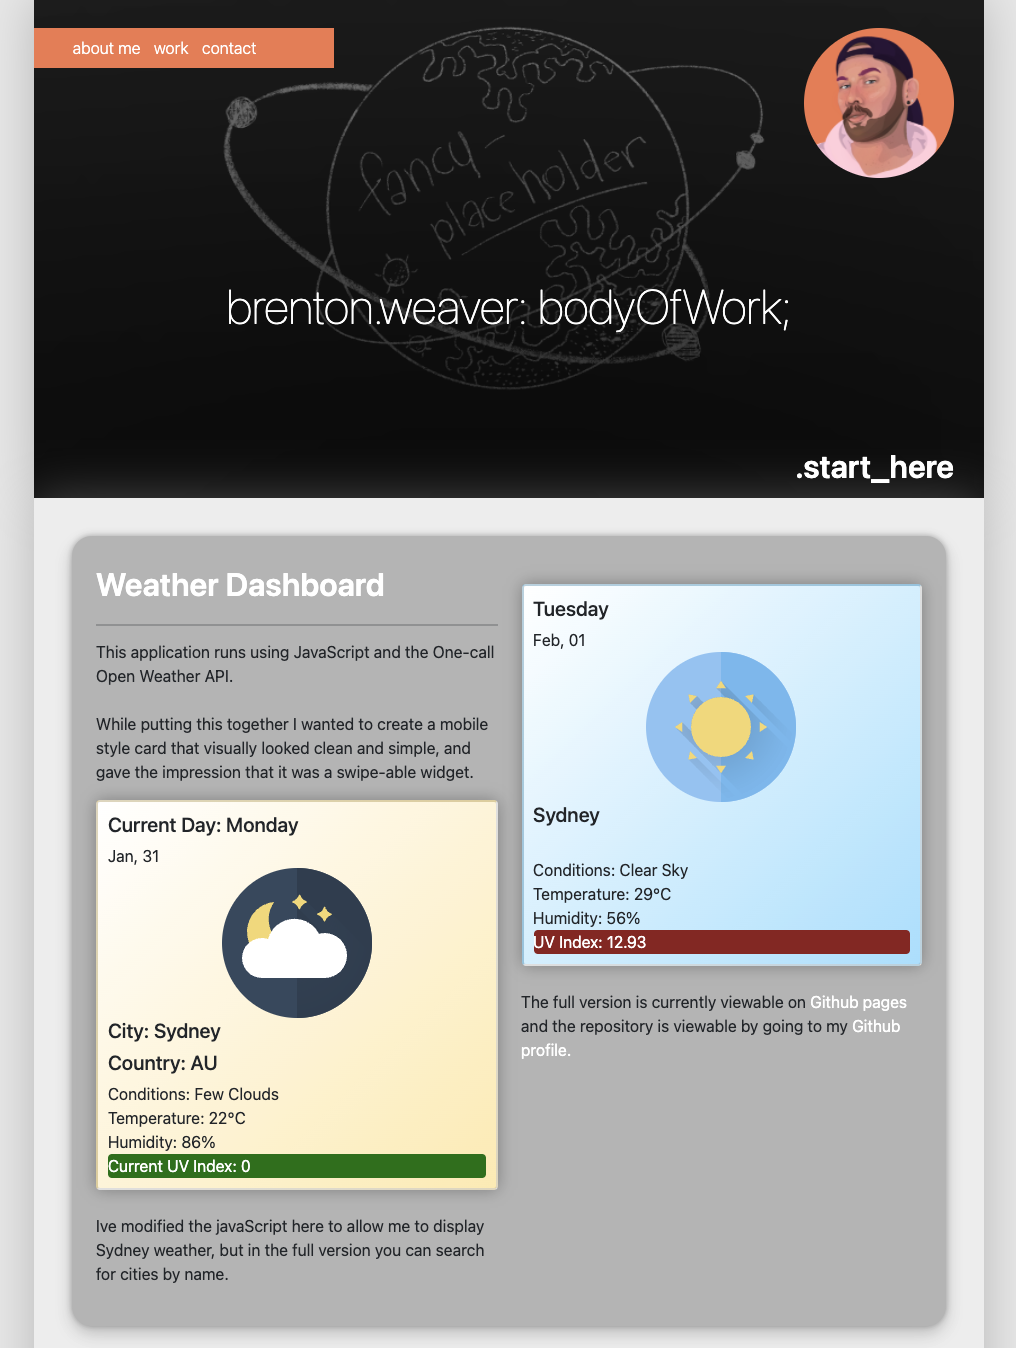 about me work contact
fancy-
place holder
brenton.weaver: bodyOfWork;
.start_here
Weather Dashboard
This application runs using JavaScript and the One-call
Open Weather API.
While putting this together I wanted to create a mobile
style card that visually looked clean and simple, and
gave the impression that it was a swipe-able widget.
Current Day: Monday
Jan, 31
City: Sydney
Country: AU
Conditions: Few Clouds
Temperature: 22°C
Humidity: 86%
Current UV Index: 0
Ive modified the javaScript here to allow me to display
Sydney weather, but in the full version you can search
for cities by name.
Tuesday
Feb, 01
Sydney
Conditions: Clear Sky
Temperature: 29°C
Humidity: 56%
UV Index: 12.93
The full version is currently viewable on Github pages
and the repository is viewable by going to my Github
profile.